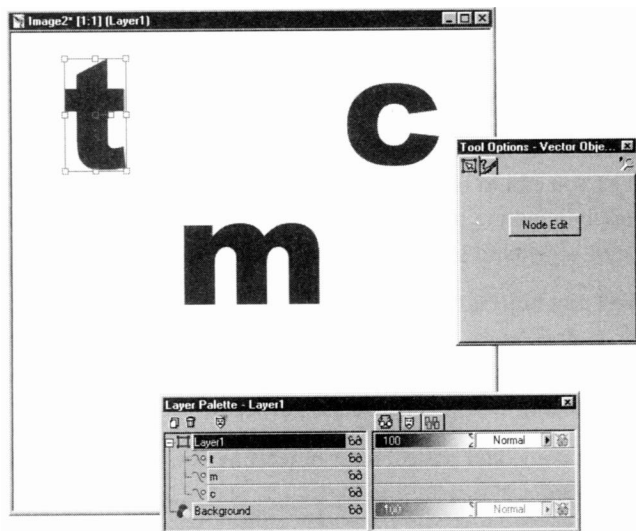 Image2* [1:1] (Layer1)
t
c
m
Tool Options - Vector Obje...
Node Edit
Layer Palette - Layer1
Layer1
100
Normal
t
m
c
Background
100
Normal